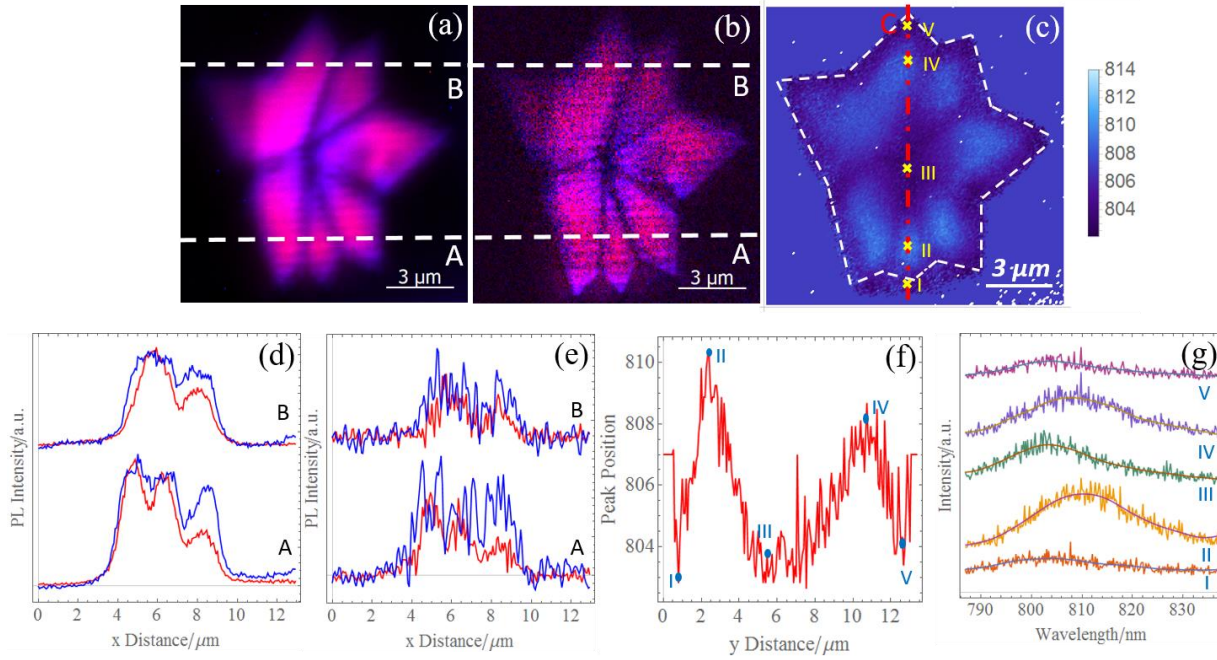 (a)
B
A
3 μm
(b)
B
A
3 μm
C
(c)
V
IV
III
II
I
3 μm
814
812
810
808
806
804
(d)
B
A
PL Intensity/a.u.
0 2 4 6 8 10 12
x Distance/μm
(e)
B
A
PL Intensity/a.u.
0 2 4 6 8 10 12
x Distance/μm
(f)
810
808
806
804
Peak Position
I
II
III
IV
V
0 2 4 6 8 10 12
y Distance/μm
(g)
V
IV
III
II
I
Intensity/a.u.
790 800 810 820 830
Wavelength/nm